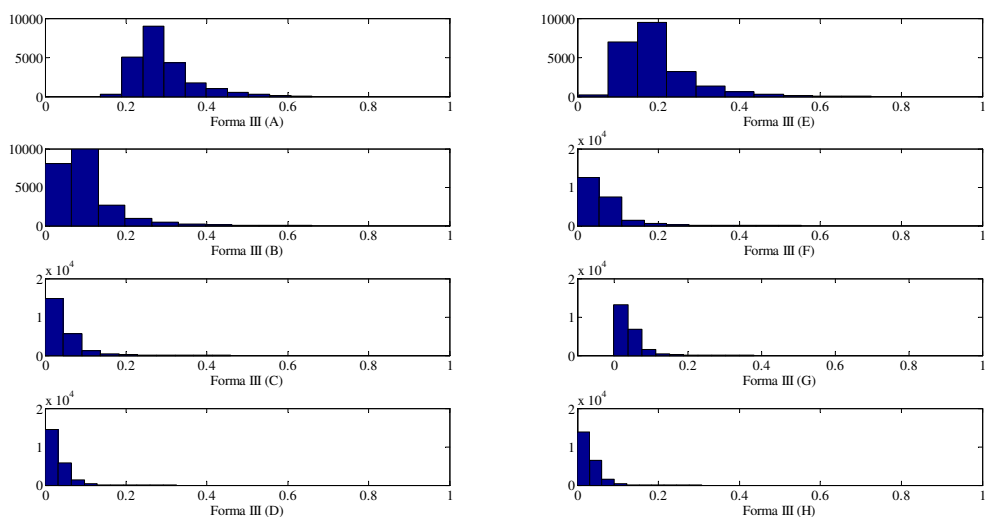 10000
5000
0
0 0.2 0.4 0.6 0.8 1
Forma III (A)
10000
5000
0
0 0.2 0.4 0.6 0.8 1
Forma III (E)
10000
5000
0
0 0.2 0.4 0.6 0.8 1
Forma III (B)
x 10^4
2
1
0
0 0.2 0.4 0.6 0.8 1
Forma III (F)
x 10^4
2
1
0
0 0.2 0.4 0.6 0.8 1
Forma III (C)
x 10^4
2
1
0
0 0.2 0.4 0.6 0.8 1
Forma III (G)
x 10^4
2
1
0
0 0.2 0.4 0.6 0.8 1
Forma III (D)
x 10^4
2
1
0
0 0.2 0.4 0.6 0.8 1
Forma III (H)